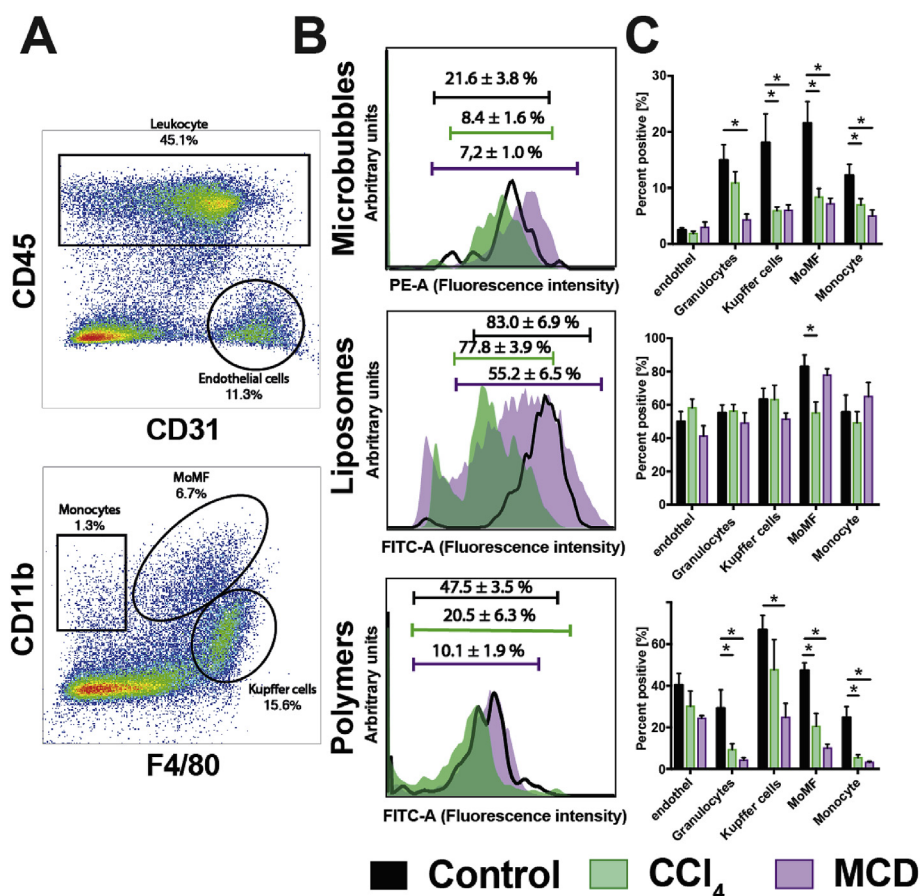 A
Leukocyte
45.1%
CD45
Endothelial cells
11.3%
CD31
MoMF
6.7%
Monocytes
1.3%
CD11b
Kupffer cells
15.6%
F4/80
B
Microbubbles
Arbritrary units
21.6 ± 3.8 %
8.4 ± 1.6 %
7,2 ± 1.0 %
PE-A (Fluorescence intensity)
Liposomes
Arbritrary units
83.0 ± 6.9 %
77.8 ± 3.9 %
55.2 ± 6.5 %
FITC-A (Fluorescence intensity)
Polymers
Arbritrary units
47.5 ± 3.5 %
20.5 ± 6.3 %
10.1 ± 1.9 %
FITC-A (Fluorescence intensity)
C
Percent positive [%]
30
20
10
0
* * * * * * *
endothel
Granulocytes
Kupffer cells
MoMF
Monocyte
Percent positive [%]
100
80
60
40
20
0
*
endothel
Granulocytes
Kupffer cells
MoMF
Monocyte
Percent positive [%]
60
40
20
0
* * * * * * *
endothel
Granulocytes
Kupffer cells
MoMF
Monocyte
Control
CCl4
MCD